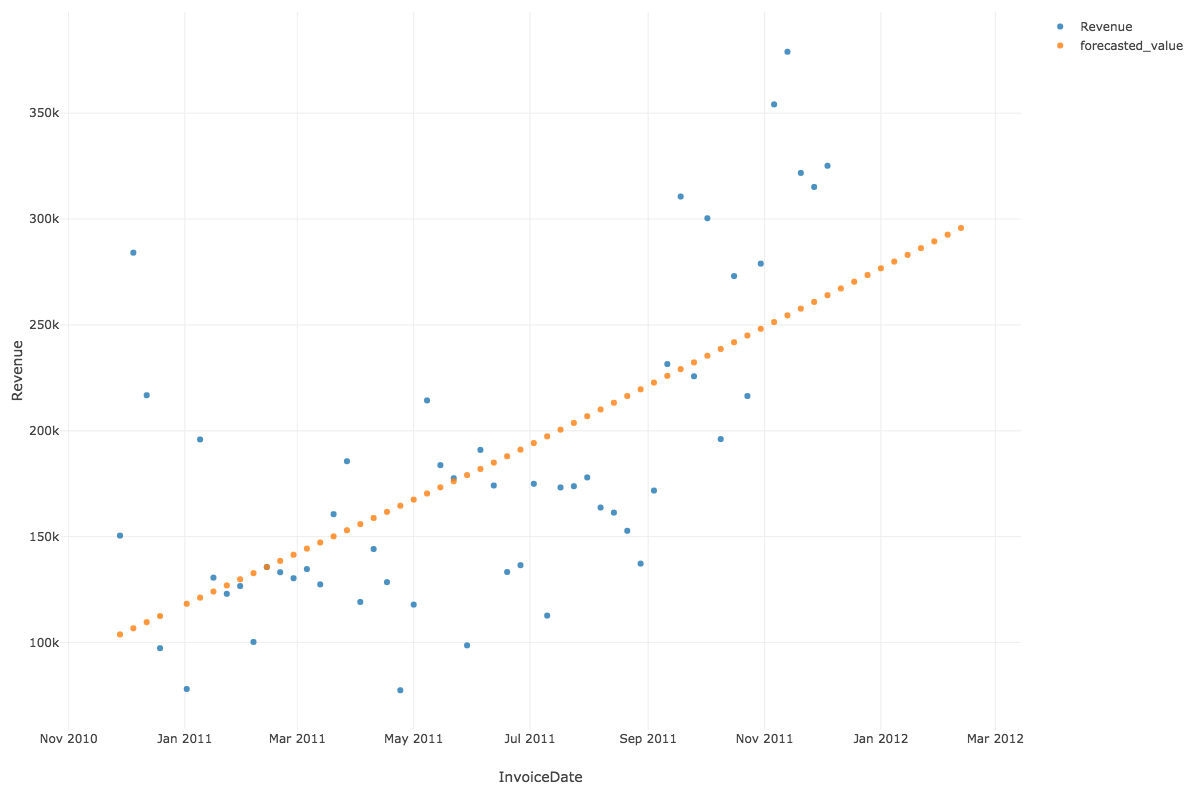 Revenue
forecasted_value
350k
300k
250k
200k
150k
100k
Revenue
Nov 2010 Jan 2011 Mar 2011 May 2011 Jul 2011 Sep 2011 Nov 2011 Jan 2012 Mar 2012
InvoiceDate